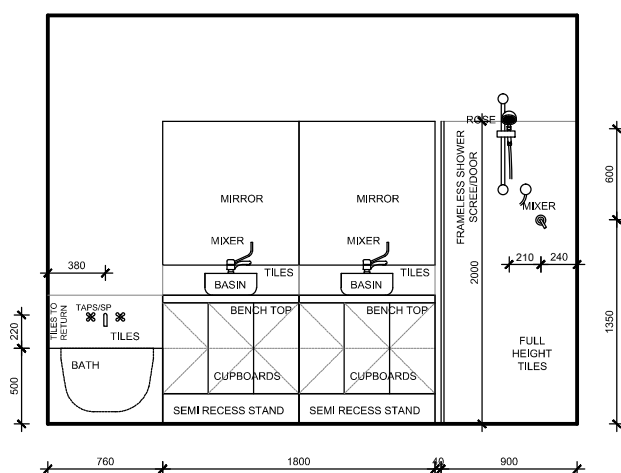 ROSE
FRAMELESS SHOWER
SCREE/DOOR
2000
600
MIRROR
MIRROR
MIXER
MIXER
MIXER
380
TILES
TILES
210
240
BASIN
BASIN
TILES TO
RETURN
TAPS/SP
TILES
220
BENCH TOP
BENCH TOP
1350
FULL
HEIGHT
TILES
BATH
500
CUPBOARDS
CUPBOARDS
SEMI RECESS STAND
SEMI RECESS STAND
760
1800
40
900